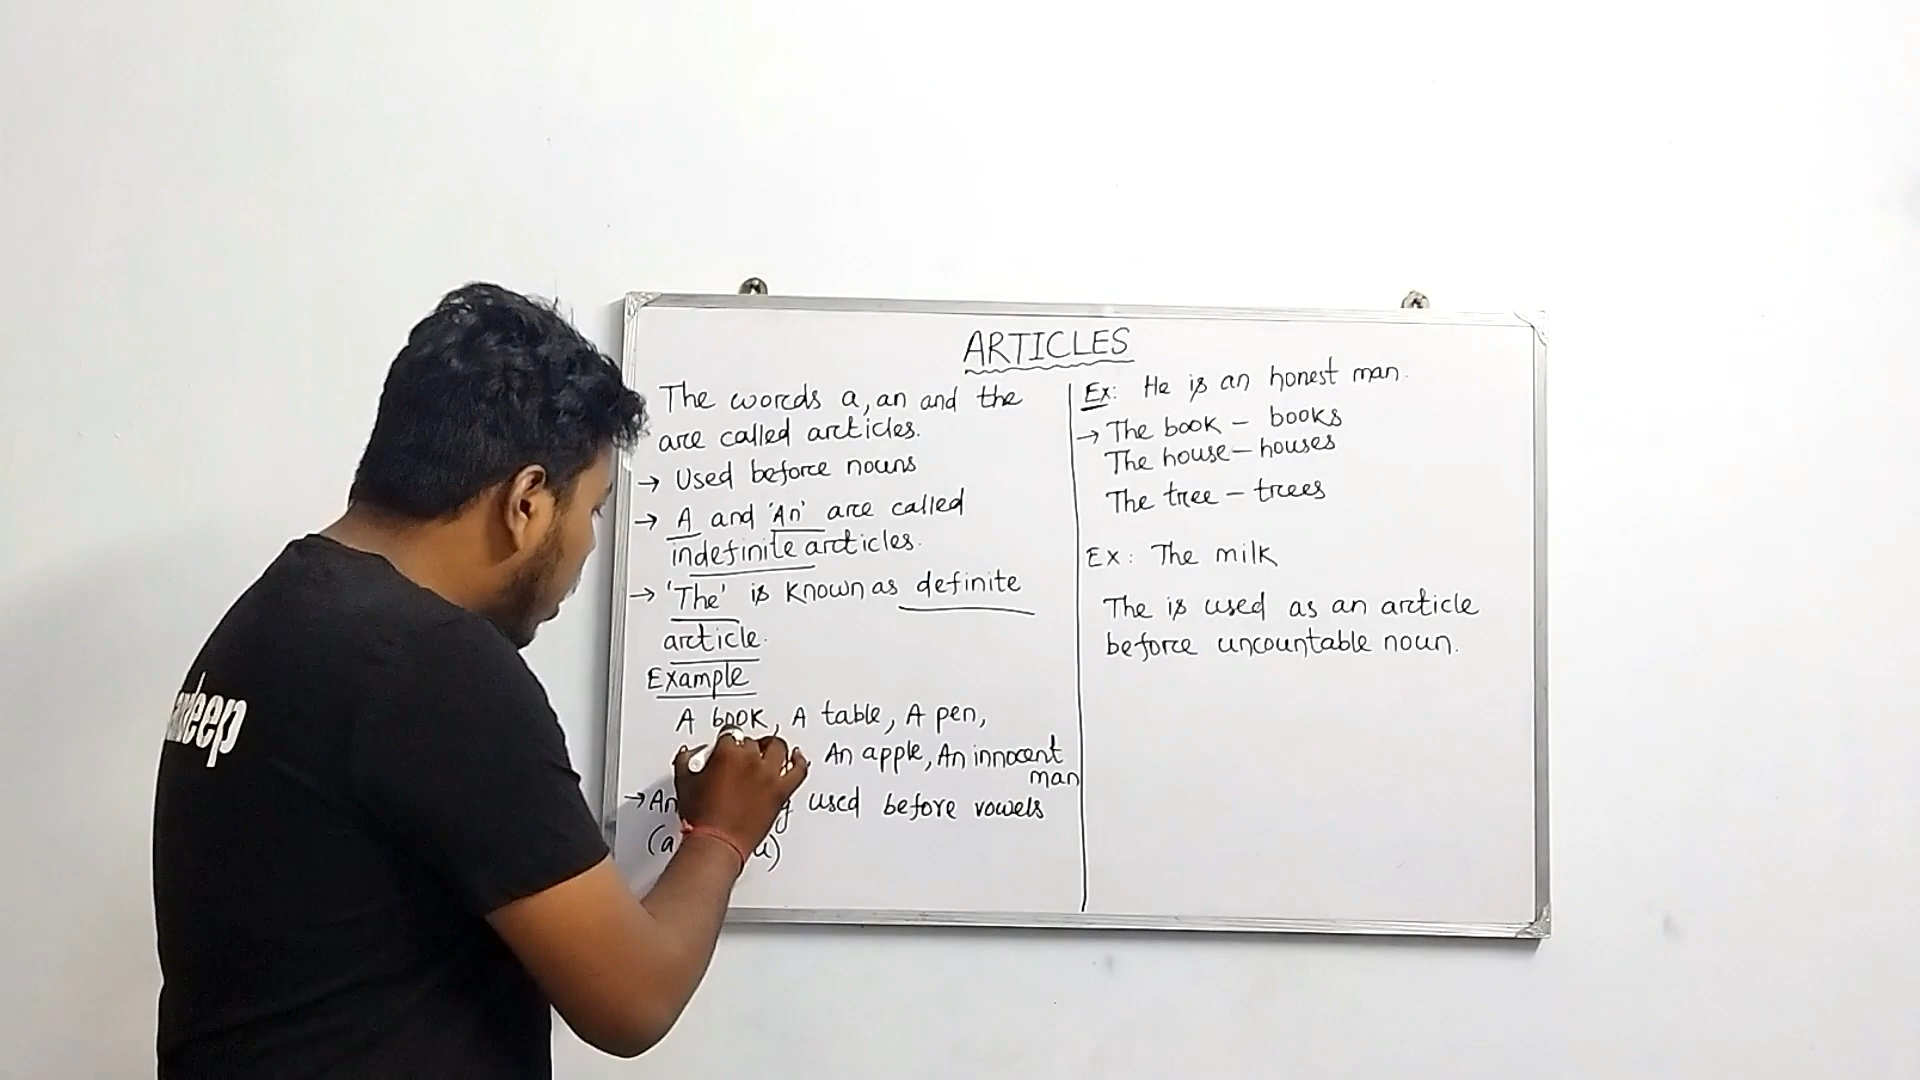 ARTICLES
The words a, an and the
are called articles.
→ Used before nouns
→ A and 'An' are called
indefinite articles.
→ 'The' is known as definite
article.
Example
A book, A table, A pen,
An apple, An innocent
man
→ An used before vowels
(a u)
Ex: He is an honest man.
→ The book - books
The house - houses
The tree - trees
Ex: The milk
The is used as an article
before uncountable noun.